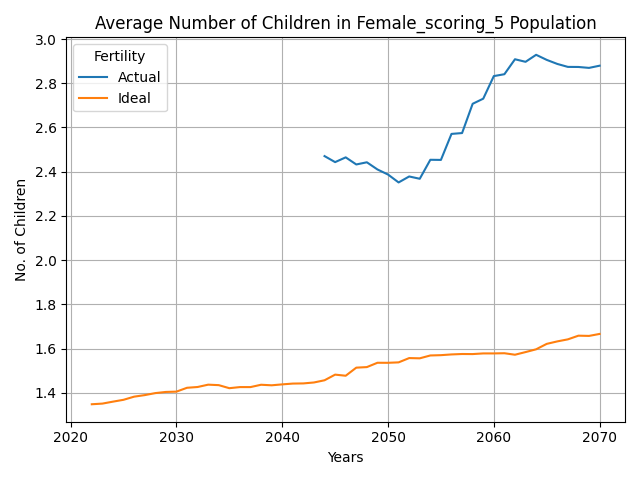 Average Number of Children in Female_scoring_5 Population
Fertility
Actual
Ideal
No. of Children
3.0
2.8
2.6
2.4
2.2
2.0
1.8
1.6
1.4
2020 2030 2040 2050 2060 2070
Years